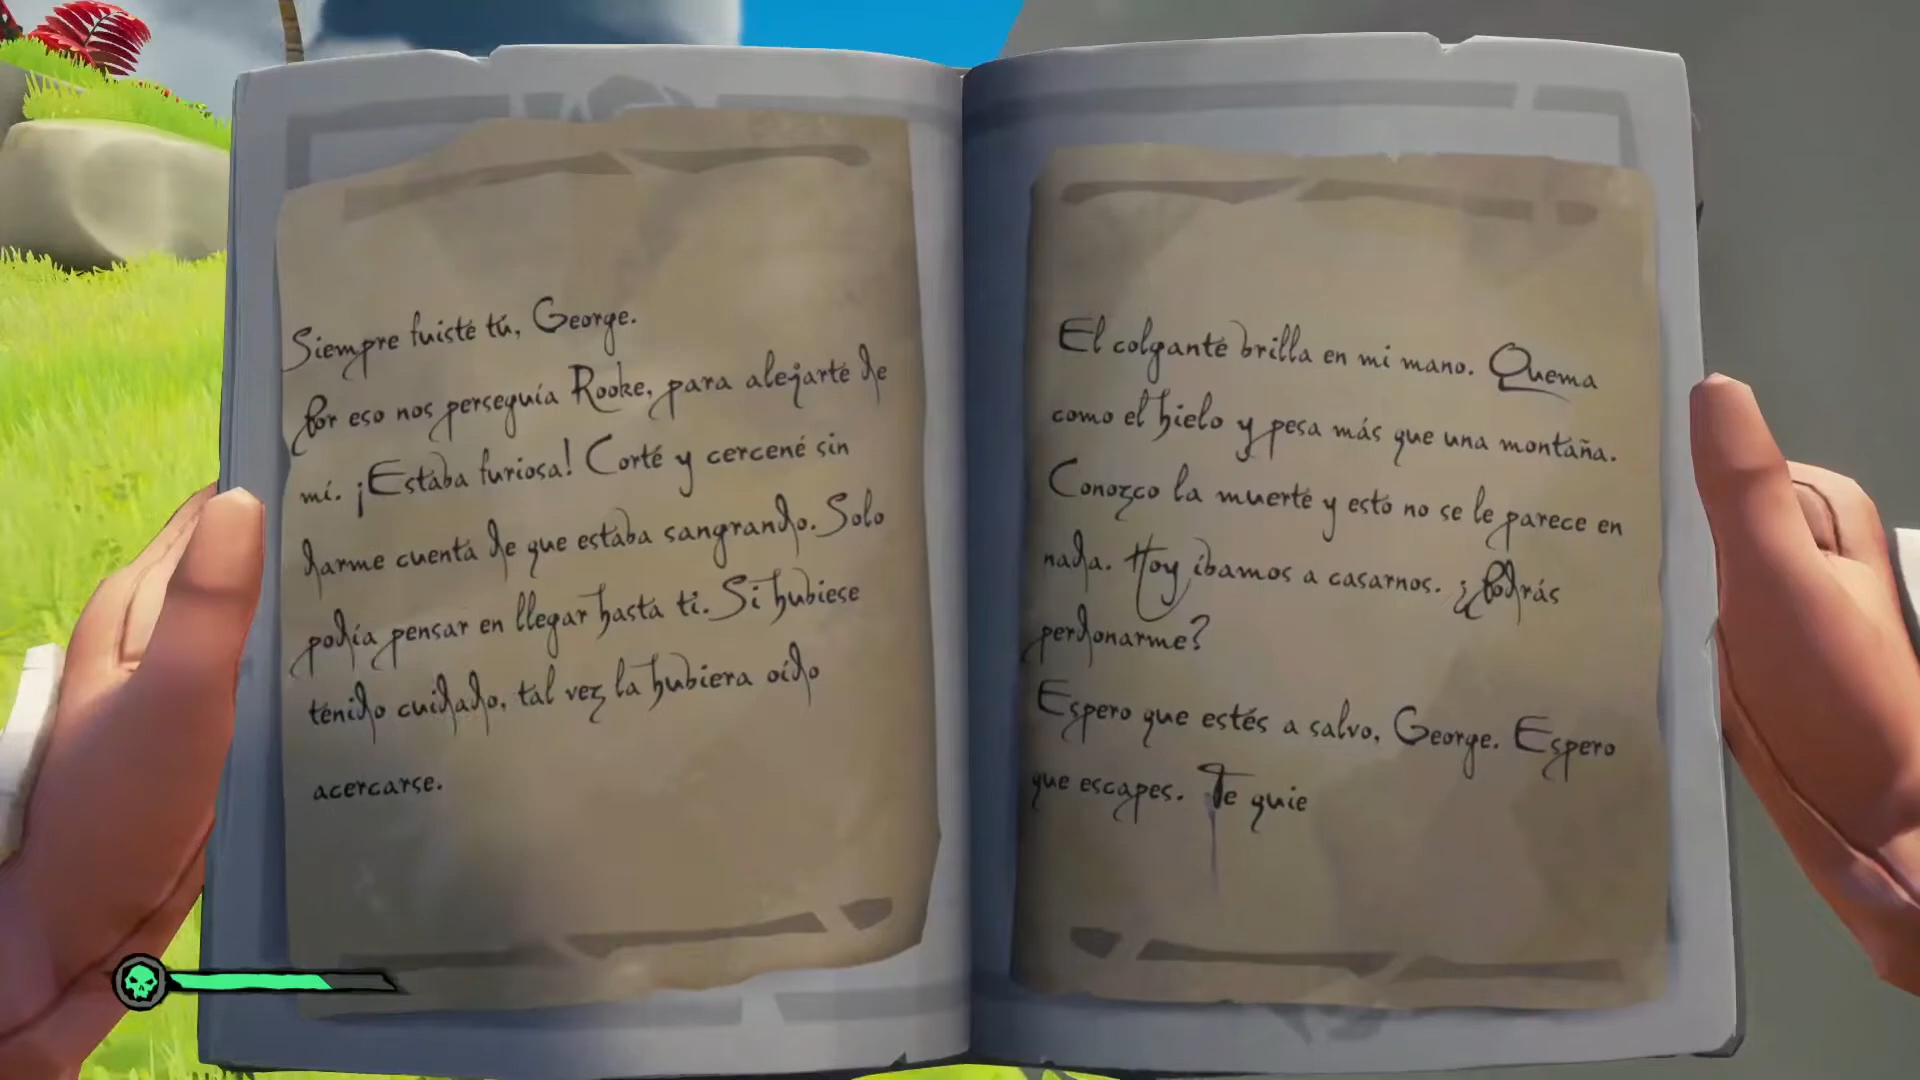 Siempre fuiste tú, George.
Por eso nos perseguía Rooke, para alejarte de
mí. ¡Estaba furiosa! Corté y cercené sin
darme cuenta de que estaba sangrando. Solo
podía pensar en llegar hasta ti. Si hubiese
tenido cuidado, tal vez la hubiera oído
acercarse.
El colgante brilla en mi mano. Quema
como el hielo y pesa más que una montaña.
Conozco la muerte y esto no se le parece en
nada. Hoy íbamos a casarnos. ¿Podrás
perdonarme?
Espero que estés a salvo, George. Espero
que escapes. Te quie